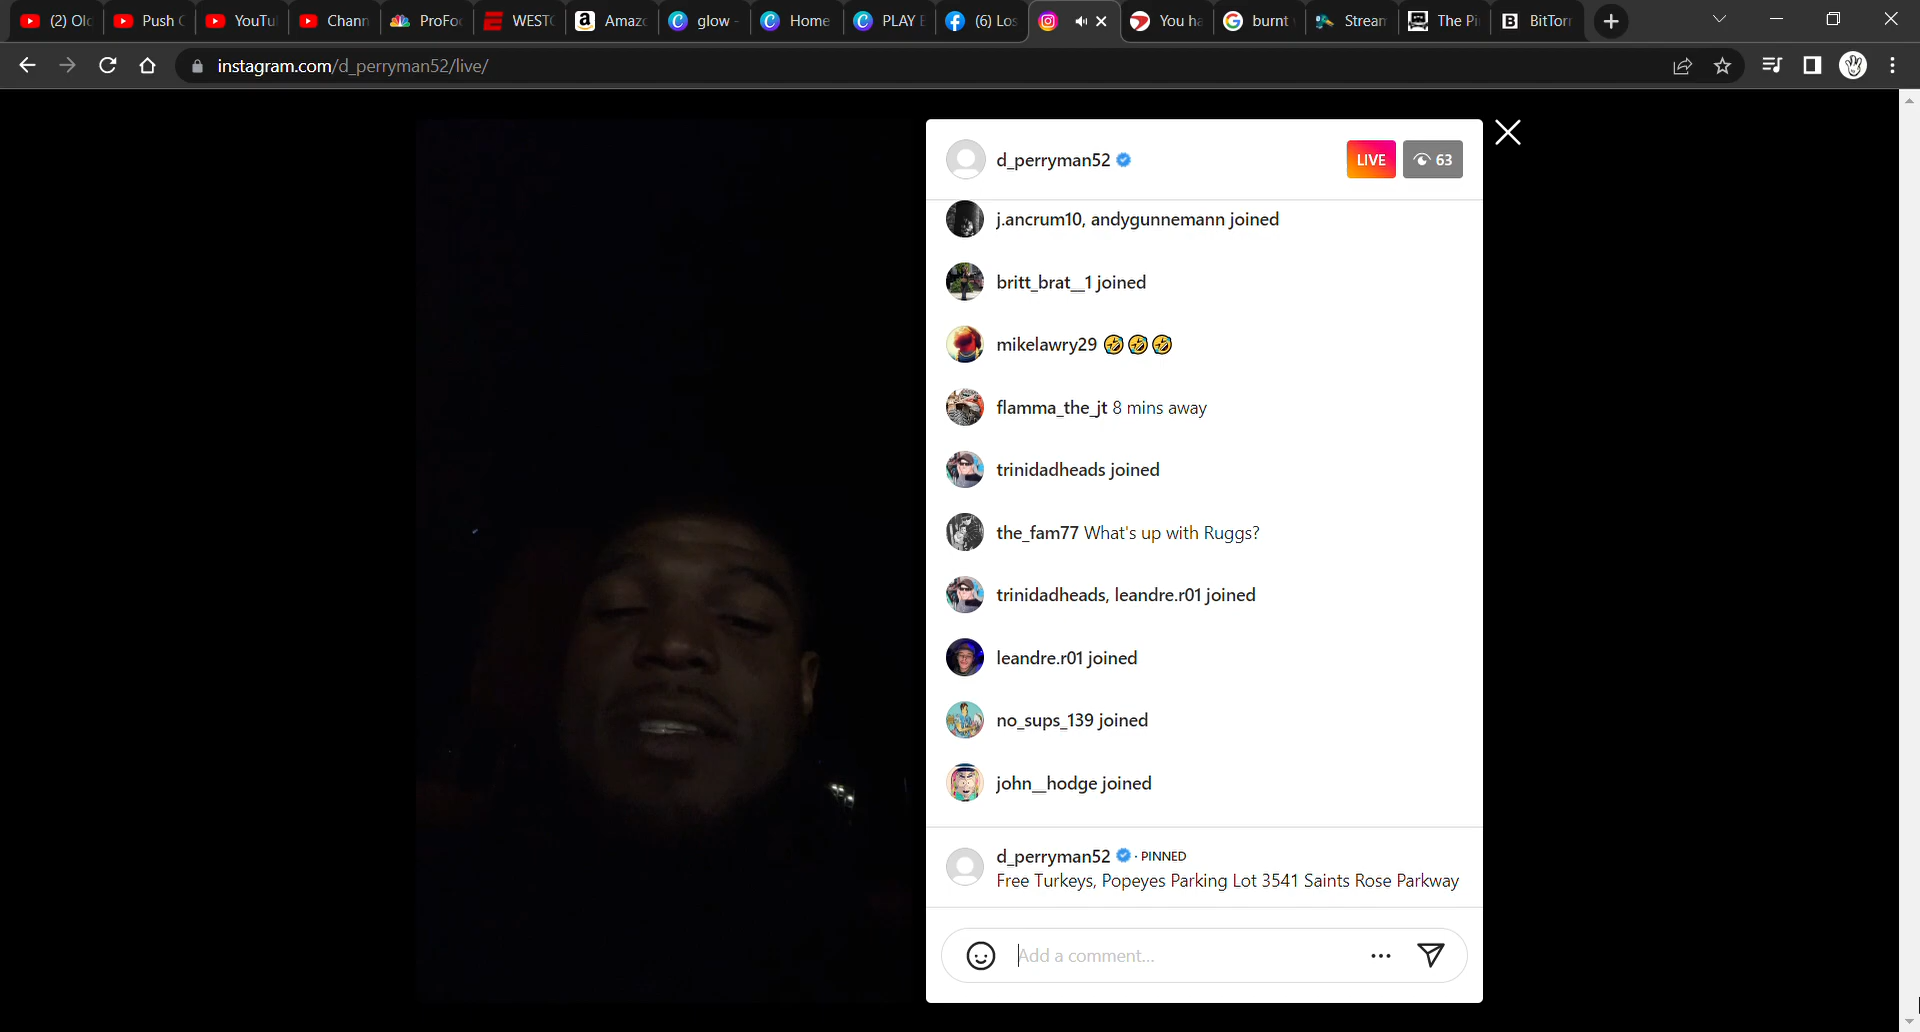 (2) Old
Push C
YouTu
Chann
ProFoo
WESTG
Amazo
glow -
Home
PLAY B
(6) Los
You ha
burnt
Stream
The Pi
BitTorr
instagram.com/d_perryman52/live/
d_perryman52
LIVE
63
j.ancrum10, andygunnemann joined
britt_brat__1 joined
mikelawry29 🤣🤣🤣
flamma_the_jt 8 mins away
trinidadheads joined
the_fam77 What's up with Ruggs?
trinidadheads, leandre.r01 joined
leandre.r01 joined
no_sups_139 joined
john__hodge joined
d_perryman52 · PINNED
Free Turkeys, Popeyes Parking Lot 3541 Saints Rose Parkway
Add a comment...